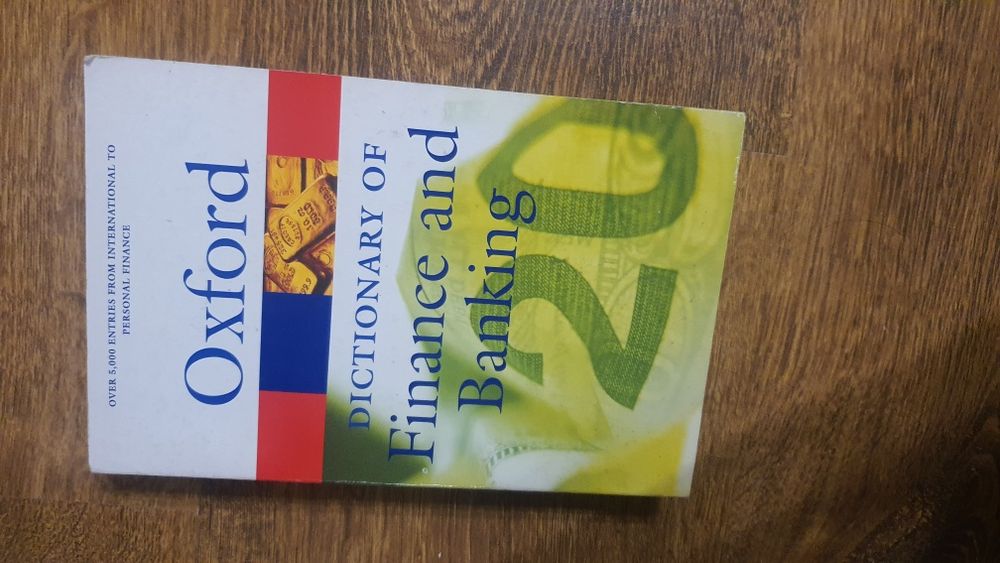 OVER 5,000 ENTRIES FROM INTERNATIONAL TO
PERSONAL FINANCE
Oxford
DICTIONARY OF
Finance and
Banking
20